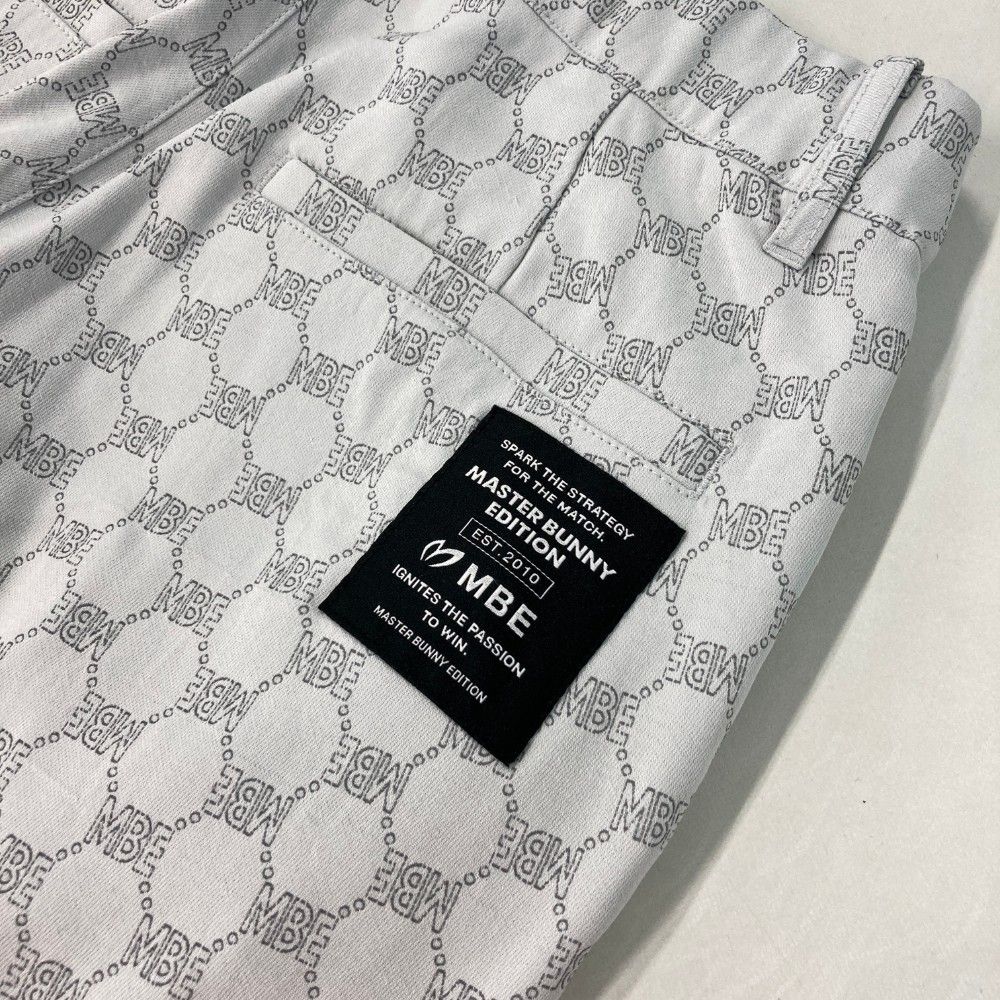 SPARK THE STRATEGY
FOR THE MATCH.
MASTER BUNNY
EDITION
EST.2010
MBE
IGNITES THE PASSION
TO WIN.
MASTER BUNNY EDITION
MBE